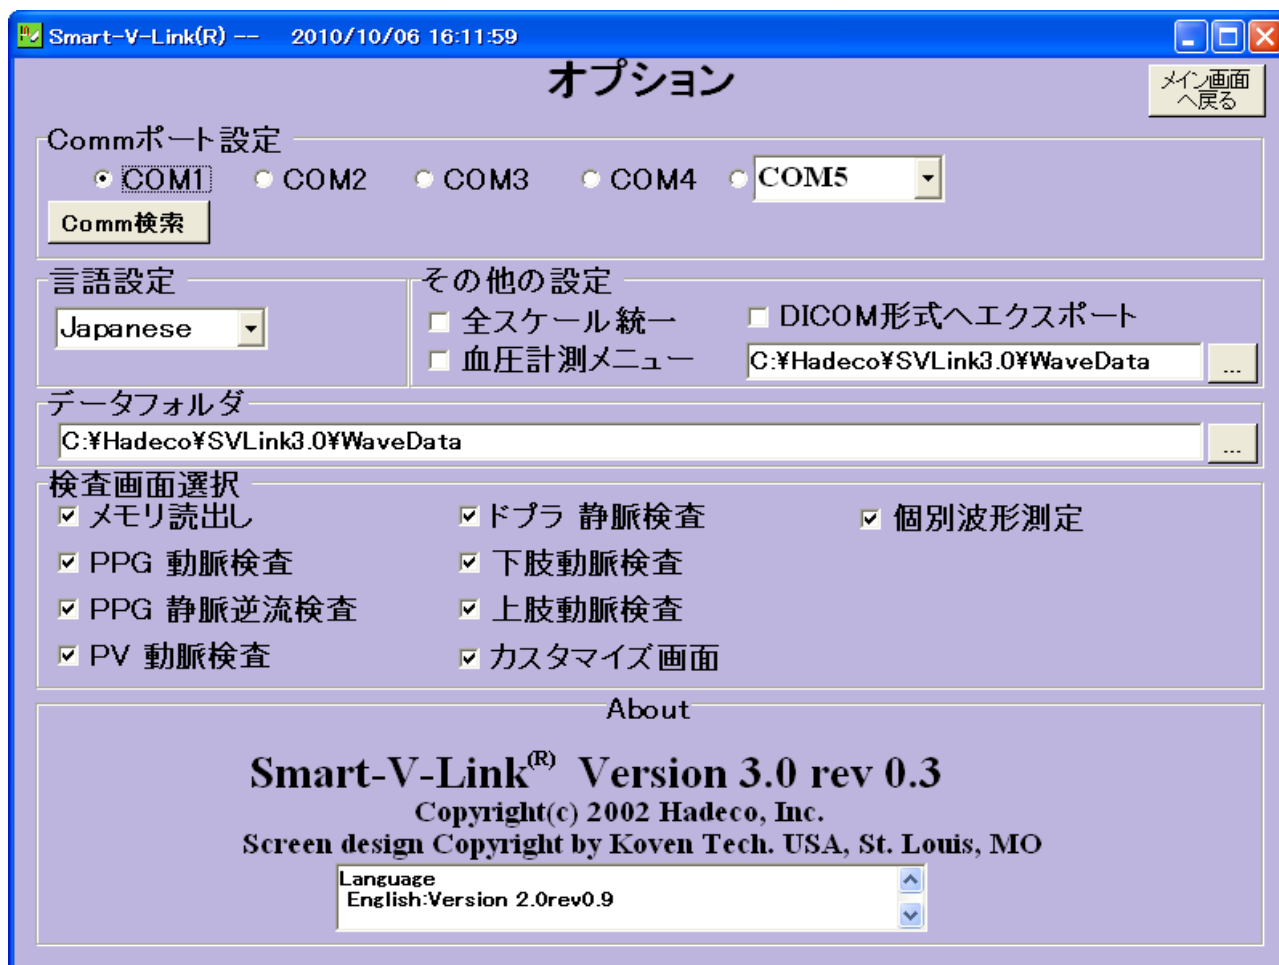 Smart-V-Link(R) -- 2010/10/06 16:11:59
オプション
メイン画面
へ戻る
Commポート設定
COM1 COM2 COM3 COM4 COM5
Comm検索
言語設定
Japanese
その他の設定
全スケール統一 DICOM形式へエクスポート
血圧計測メニュー C:¥Hadeco¥SVLink3.0¥WaveData ...
データフォルダ
C:¥Hadeco¥SVLink3.0¥WaveData ...
検査画面選択
メモリ読出し ドプラ 静脈検査 個別波形測定
PPG 動脈検査 下肢動脈検査
PPG 静脈逆流検査 上肢動脈検査
PV 動脈検査 カスタマイズ画面
About
Smart-V-Link(R) Version 3.0 rev 0.3
Copyright(c) 2002 Hadeco, Inc.
Screen design Copyright by Koven Tech. USA, St. Louis, MO
Language
English:Version 2.0rev0.9